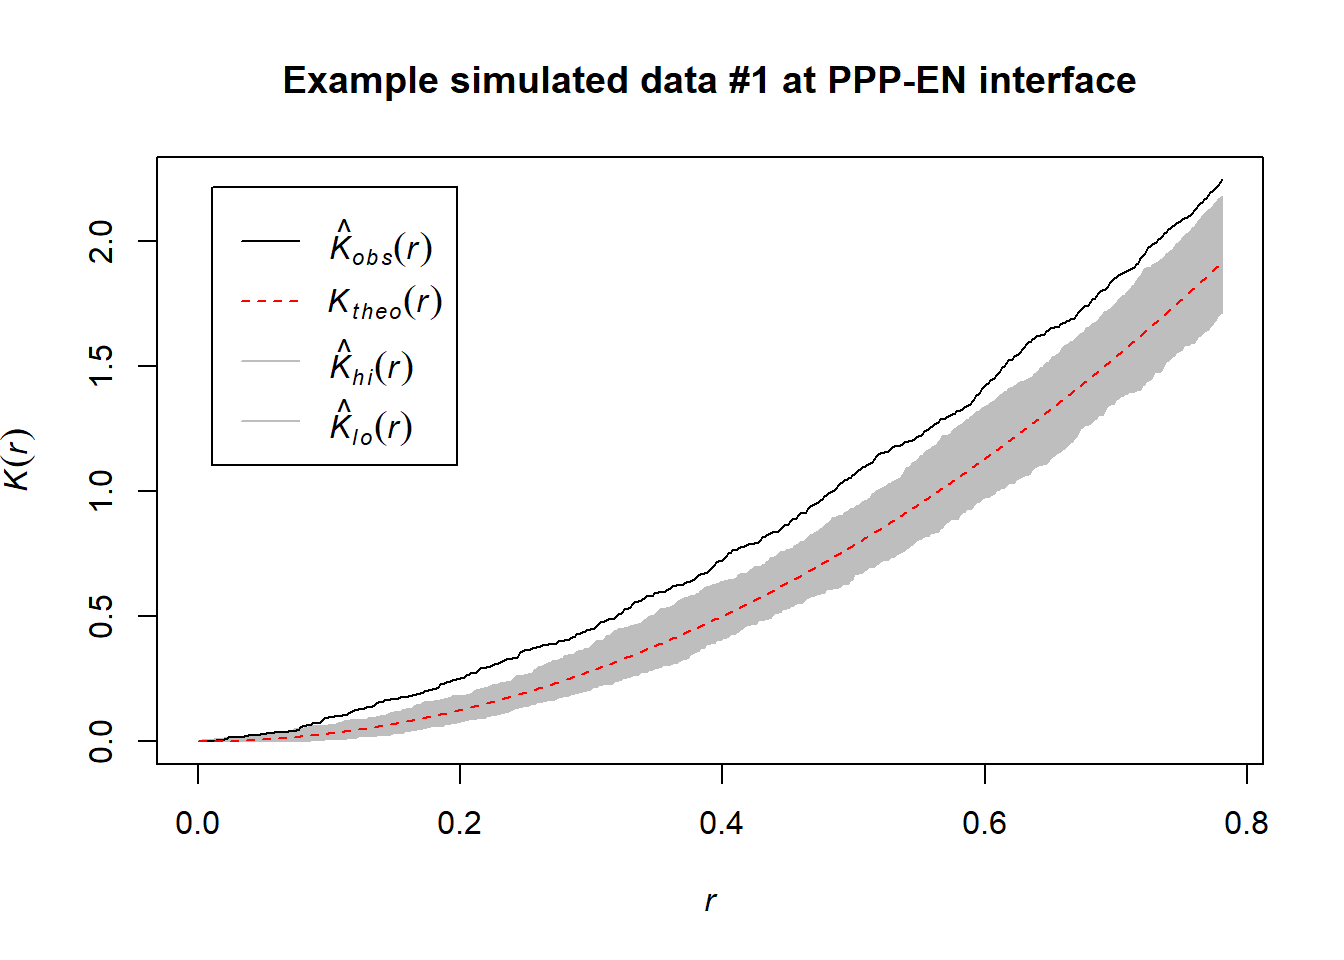 Example simulated data #1 at PPP-EN interface
K̂obs(r)
Ktheo(r)
K̂hi(r)
K̂lo(r)
K(r)
2.0
1.5
1.0
0.5
0.0
0.0 0.2 0.4 0.6 0.8
r